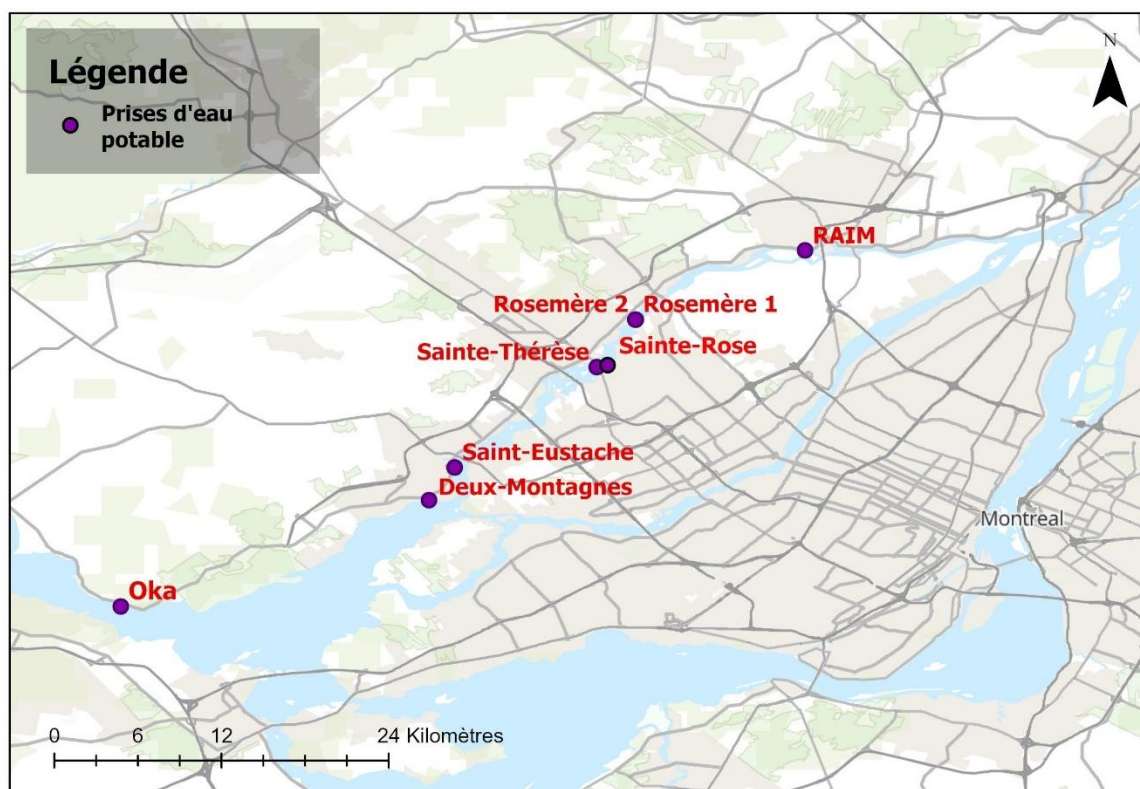 Légende
Prises d'eau
potable
N
RAIM
Rosemère 2 Rosemère 1
Sainte-Thérèse Sainte-Rose
Saint-Eustache
Deux-Montagnes
Montreal
Oka
0 12 24 Kilomètres